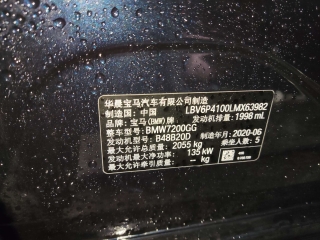 华晨宝马汽车有限公司制造
制造国：中国 LBV6P4100LMX63982
品牌：宝马(BMW)牌 发动机排量：1998 mL
整车型号：BMW7200GG
发动机型号：B48B20D 制造年月：2020-06
最大允许总质量：2055 kg 乘坐人数：5
发动机最大净功率：135 kW
最大允许牵引质量： – kg